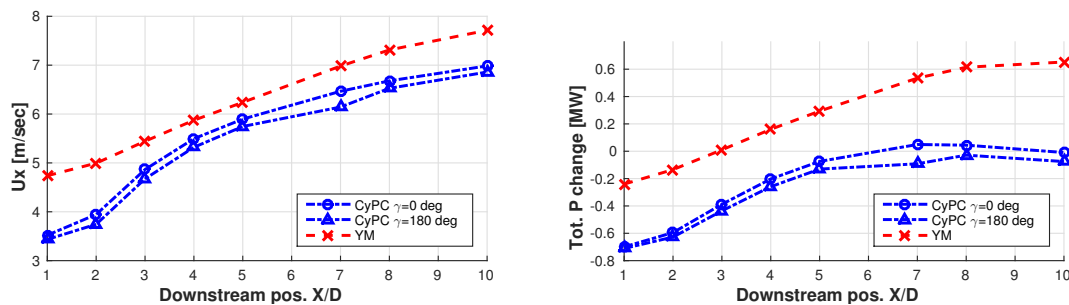 8
7
6
5
4
3
Ux [m/sec]
CyPC γ=0 deg
CyPC γ=180 deg
YM
1 2 3 4 5 6 7 8 9 10
Downstream pos. X/D
0.6
0.4
0.2
0
-0.2
-0.4
-0.6
-0.8
Tot. P change [MW]
CyPC γ=0 deg
CyPC γ=180 deg
YM
1 2 3 4 5 6 7 8 9 10
Downstream pos. X/D